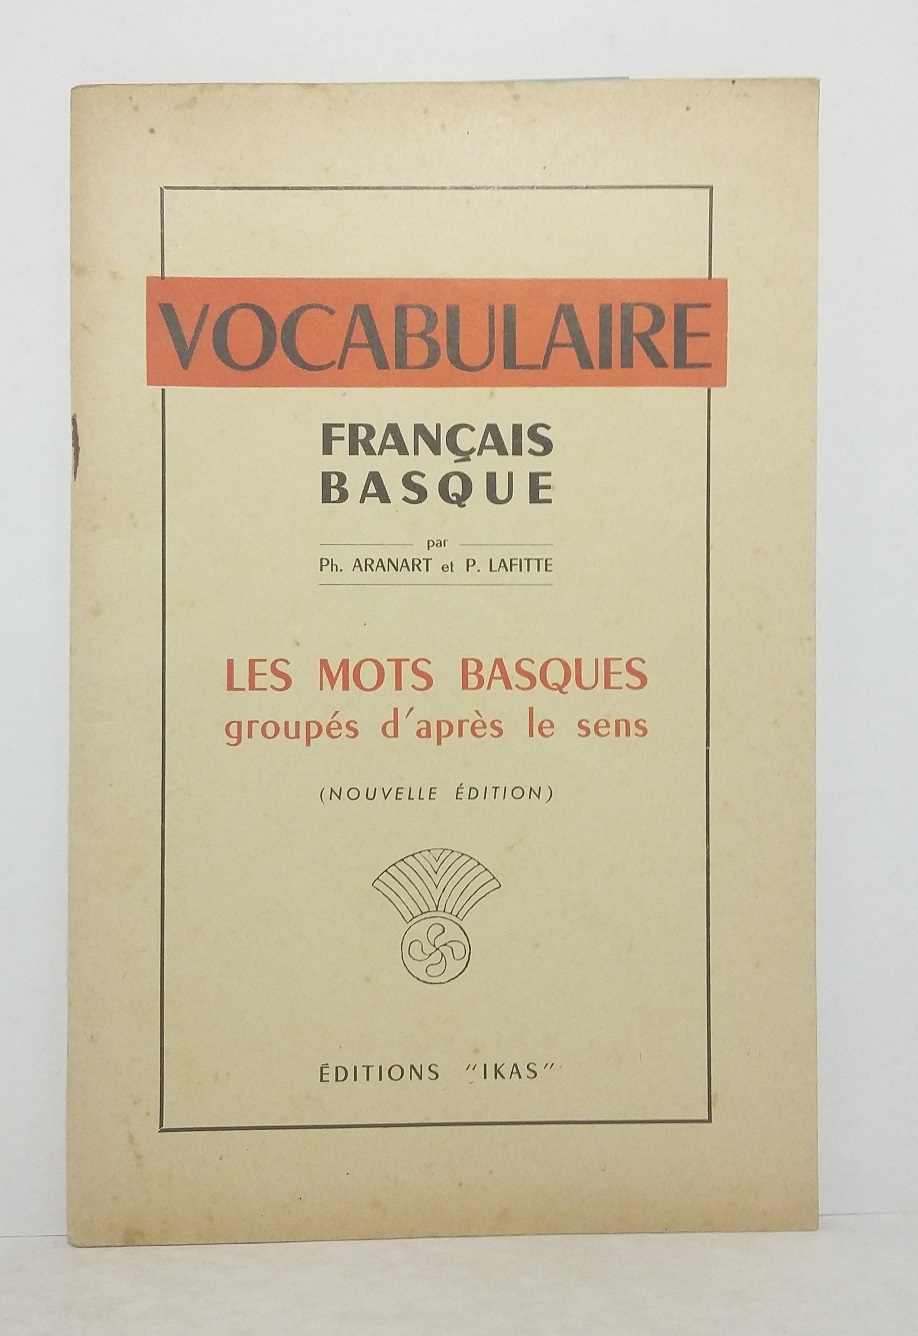 VOCABULAIRE
FRANÇAIS
BASQUE
par
Ph. ARANART et P. LAFITTE
LES MOTS BASQUES
groupés d'après le sens
(NOUVELLE ÉDITION)
ÉDITIONS "IKAS"